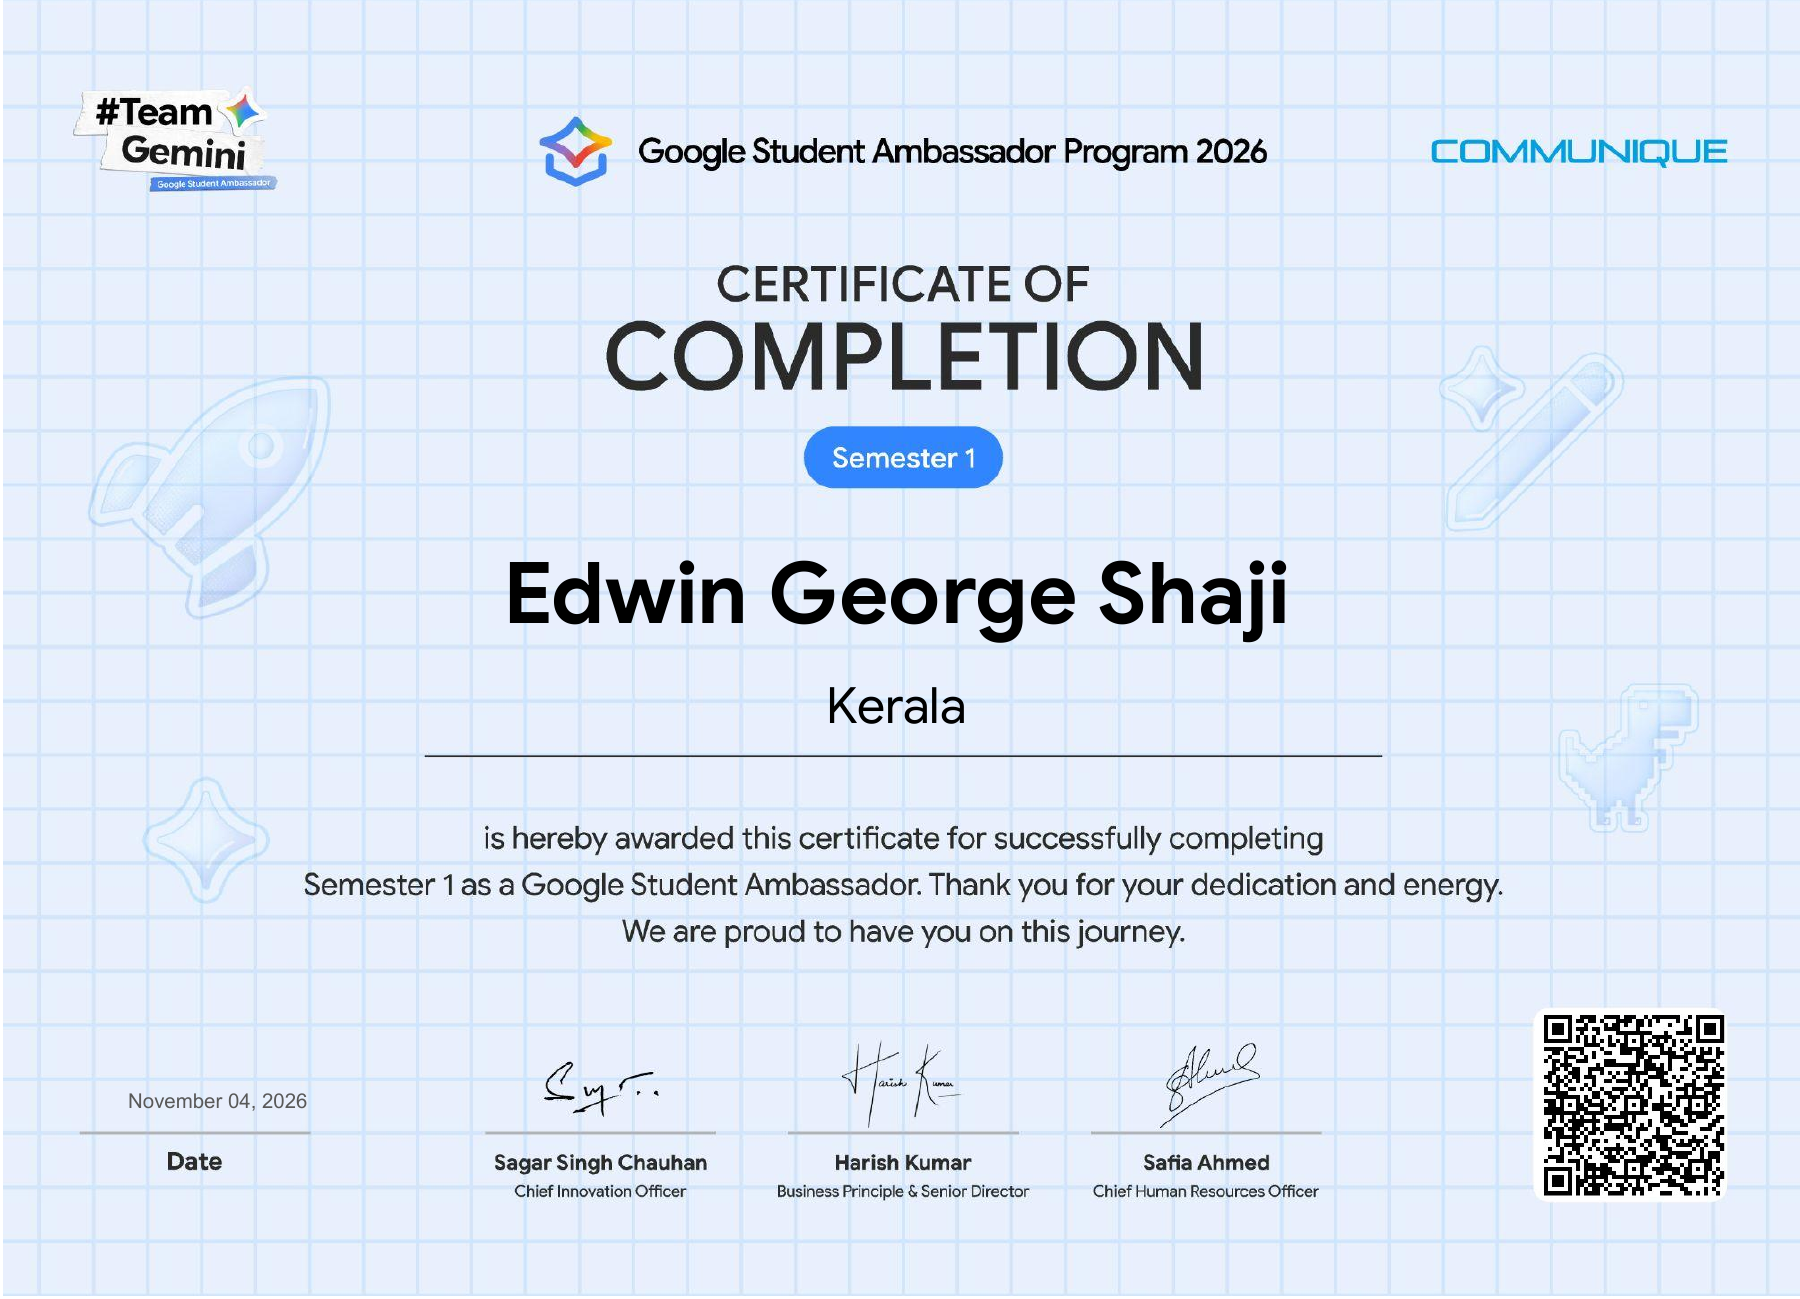 #Team
Gemini
Google Student Ambassador
Google Student Ambassador Program 2026
COMMUNIQUE
CERTIFICATE OF
COMPLETION
Semester 1
Edwin George Shaji
Kerala
is hereby awarded this certificate for successfully completing
Semester 1 as a Google Student Ambassador. Thank you for your dedication and energy.
We are proud to have you on this journey.
November 04, 2026
Date
Harish Kumar
Sagar Singh Chauhan
Chief Innovation Officer
Harish Kumar
Business Principle & Senior Director
Safia Ahmed
Chief Human Resources Officer